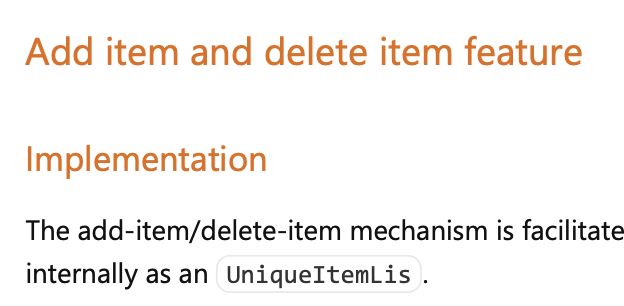 Add item and delete item feature
Implementation
The add-item/delete-item mechanism is facilitate
internally as an UniqueItemLis.